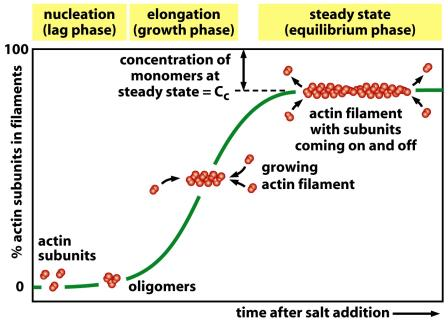 nucleation
(lag phase)
elongation
(growth phase)
steady state
(equilibrium phase)
100
concentration of
monomers at
steady state = Cc
actin filament
with subunits
coming on and off
growing
actin filament
% actin subunits in filaments
actin
subunits
oligomers
0
time after salt addition